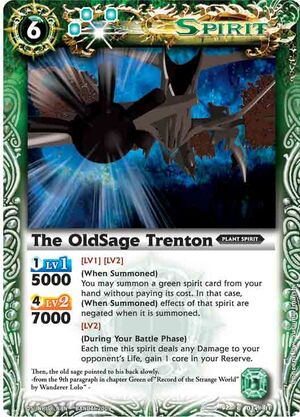 6
SPIRIT
The OldSage Trenton PLANT SPIRIT
1 LV1
5000
4 LV2
7000
[LV1] [LV2]
(When Summoned)
You may summon a green spirit card from your
hand without paying its cost. In that case,
(When Summoned) effects of that spirit are
negated when it is summoned.
[LV2]
(During Your Battle Phase)
Each time this spirit deals any Damage to your
opponent's Life, you gain 1 core in your Reserve.
Then, the old sage pointed to his back slowly.
-from the 9th paragraph in chapter Green of "Record of the Strange World"
by Wanderer Lolo" -